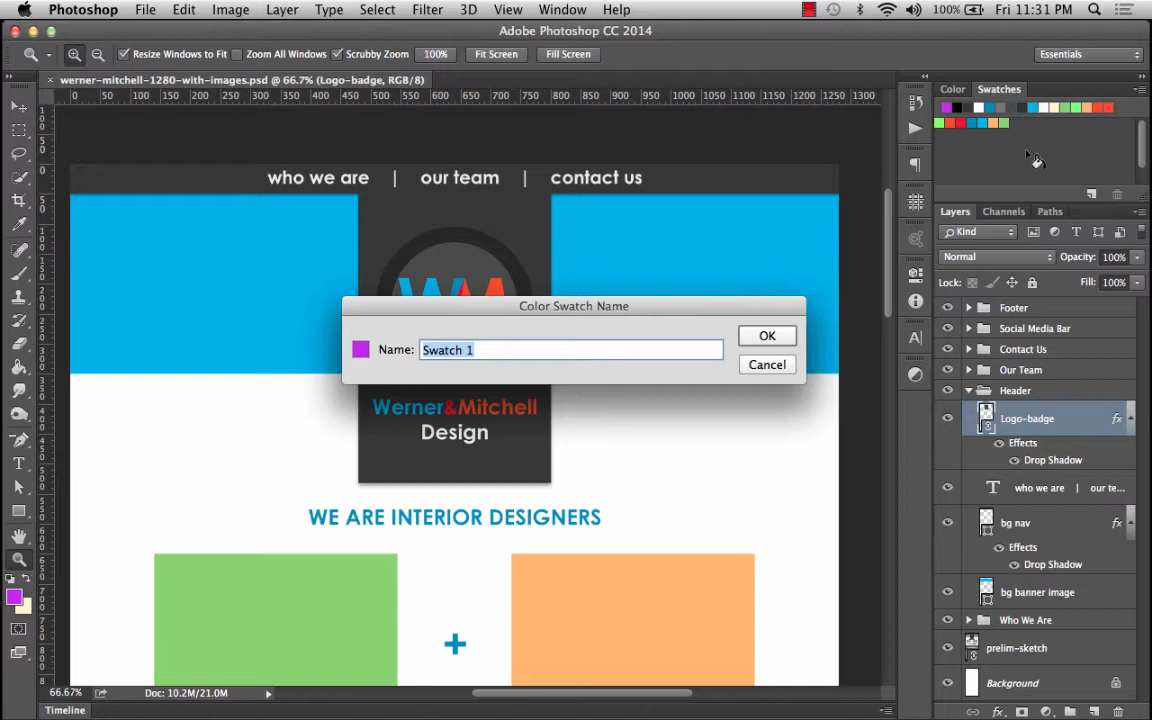 Photoshop File Edit Image Layer Type Select Filter 3D View Window Help 100% Fri 11:31 PM
Adobe Photoshop CC 2014
Resize Windows to Fit Zoom All Windows Scrubby Zoom 100% Fit Screen Fill Screen Essentials
werner-mitchell-1280-with-images.psd @ 66.7% (Logo-badge, RGB/8)
Color Swatches
0 50 100 150 200 250 300 350 400 450 500 550 600 650 700 750 800 850 900 950 1000 1050 1100 1150 1200 1250 1300
who we are | our team | contact us
WM
Color Swatch Name
Name: Swatch 1
OK
Cancel
Werner&Mitchell
Design
WE ARE INTERIOR DESIGNERS
+
Layers Channels Paths
Kind
Normal Opacity: 100%
Lock: Fill: 100%
Footer
Social Media Bar
Contact Us
Our Team
Header
Logo-badge fx
Effects
Drop Shadow
T who we are | our te...
bg nav fx
Effects
Drop Shadow
bg banner image
Who We Are
prelim-sketch
Background
66.67% Doc: 10.2M/21.0M
Timeline